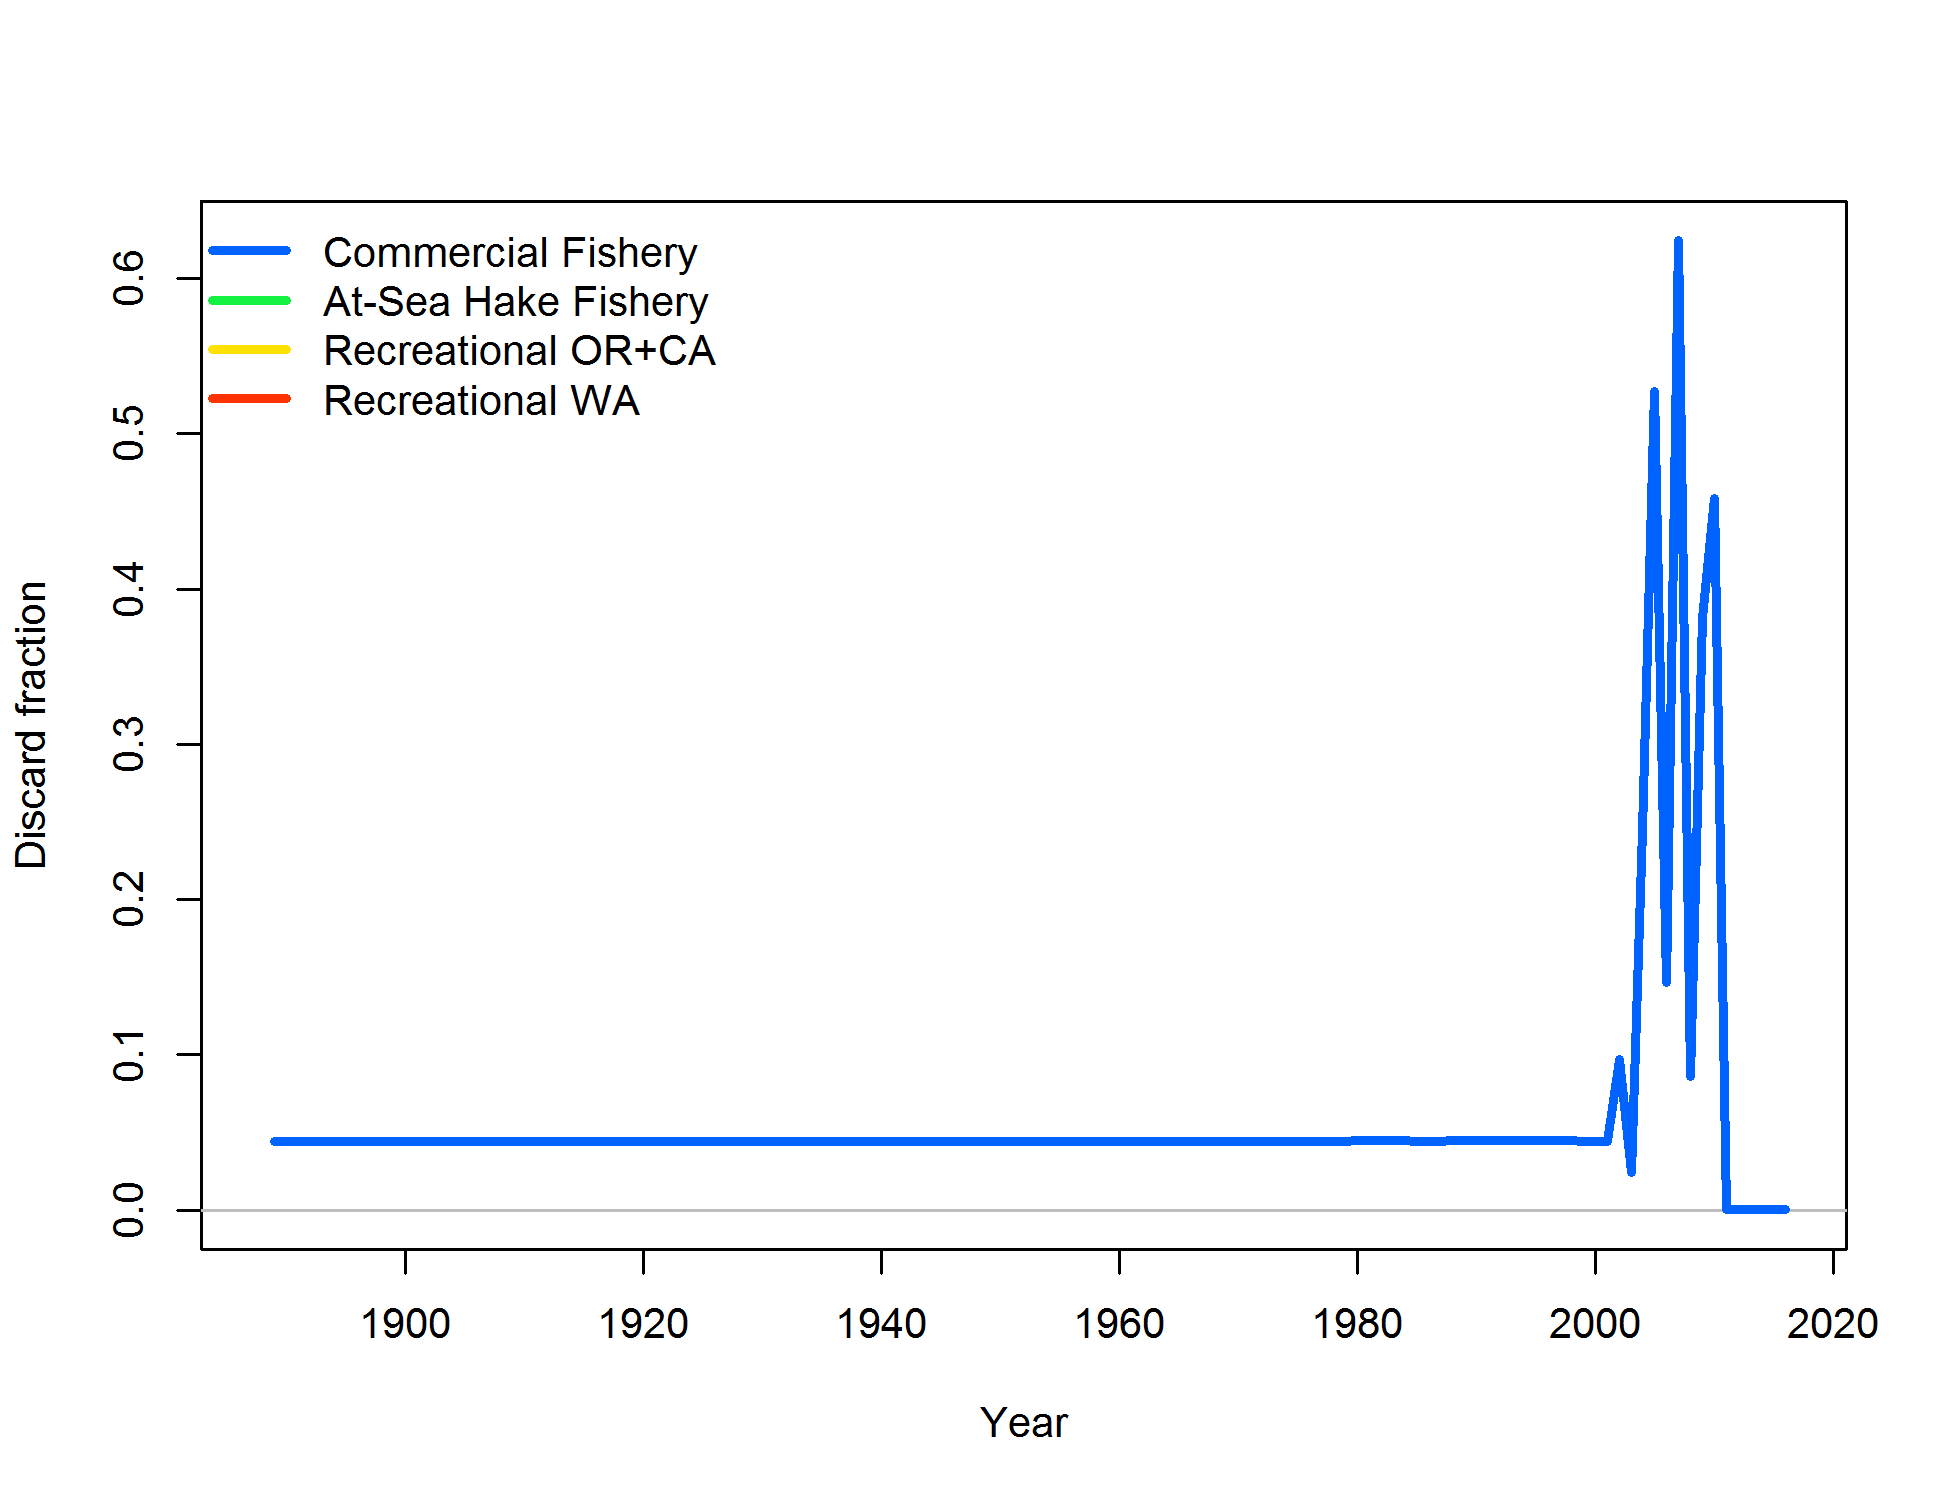 Commercial Fishery
At-Sea Hake Fishery
Recreational OR+CA
Recreational WA
0.6
0.5
0.4
0.3
0.2
0.1
0.0
Discard fraction
1900 1920 1940 1960 1980 2000 2020
Year